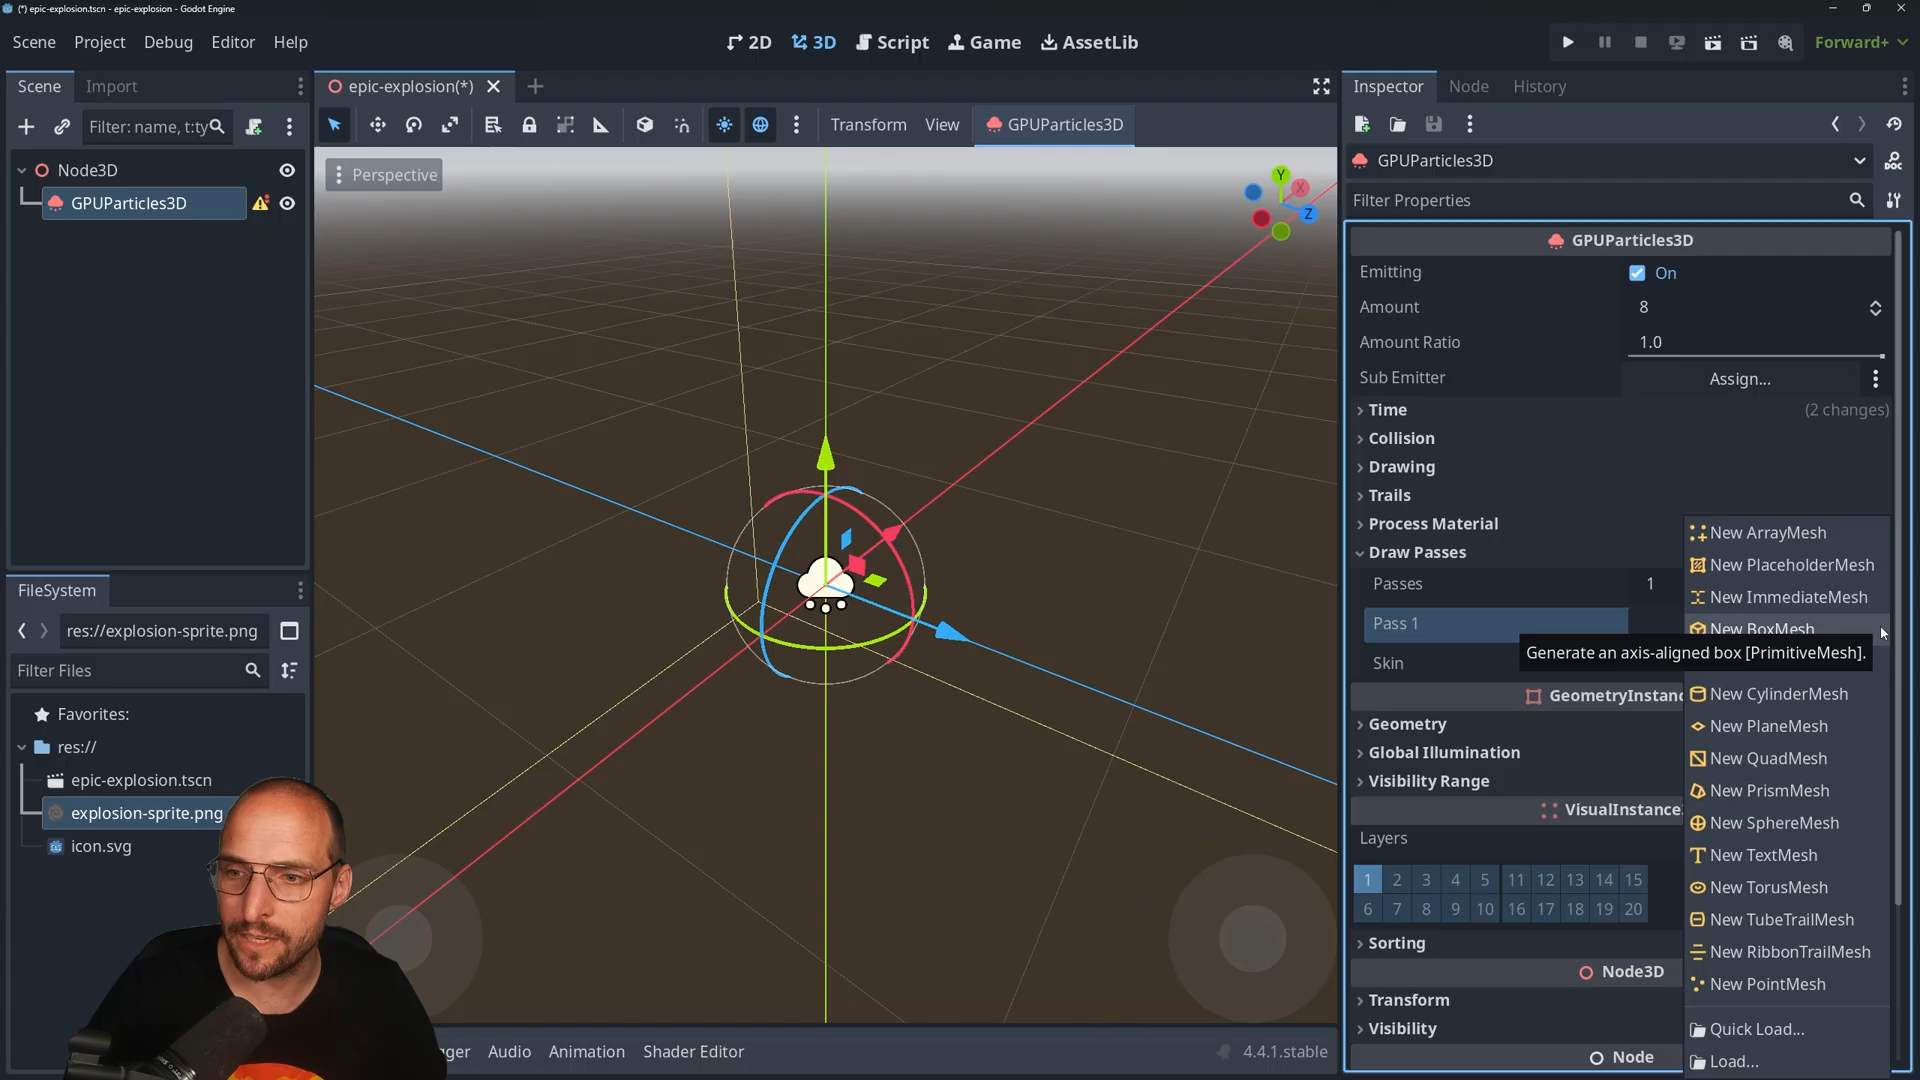 (*) epic-explosion.tscn - epic-explosion - Godot Engine
Scene Project Debug Editor Help
2D 3D Script Game AssetLib
Forward+
Scene Import
Filter: name, t:ty
Node3D
GPUParticles3D
epic-explosion(*)
Transform View GPUParticles3D
Perspective
Y
X
Z
FileSystem
res://explosion-sprite.png
Filter Files
Favorites:
res://
epic-explosion.tscn
explosion-sprite.png
icon.svg
gger Audio Animation Shader Editor
4.4.1.stable
Inspector Node History
GPUParticles3D
DOC
Filter Properties
GPUParticles3D
Emitting On
Amount 8
Amount Ratio 1.0
Sub Emitter Assign...
Time (2 changes)
Collision
Drawing
Trails
Process Material
Draw Passes
Passes 1
Pass 1
Skin
GeometryInstanc
Geometry
Global Illumination
Visibility Range
VisualInstance
Layers
1 2 3 4 5 11 12 13 14 15
6 7 8 9 10 16 17 18 19 20
Sorting
Node3D
Transform
Visibility
Node
New ArrayMesh
New PlaceholderMesh
New ImmediateMesh
New BoxMesh
Generate an axis-aligned box [PrimitiveMesh].
New CylinderMesh
New PlaneMesh
New QuadMesh
New PrismMesh
New SphereMesh
New TextMesh
New TorusMesh
New TubeTrailMesh
New RibbonTrailMesh
New PointMesh
Quick Load...
Load...